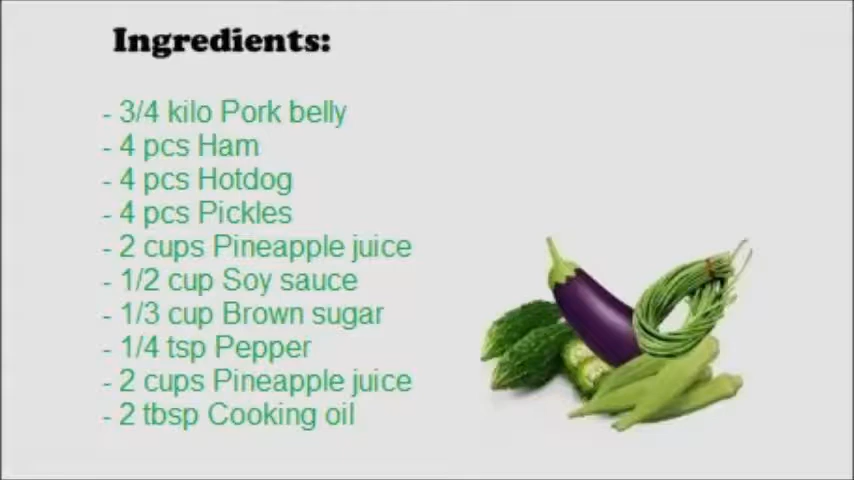 Ingredients:
- 3/4 kilo Pork belly
- 4 pcs Ham
- 4 pcs Hotdog
- 4 pcs Pickles
- 2 cups Pineapple juice
- 1/2 cup Soy sauce
- 1/3 cup Brown sugar
- 1/4 tsp Pepper
- 2 cups Pineapple juice
- 2 tbsp Cooking oil